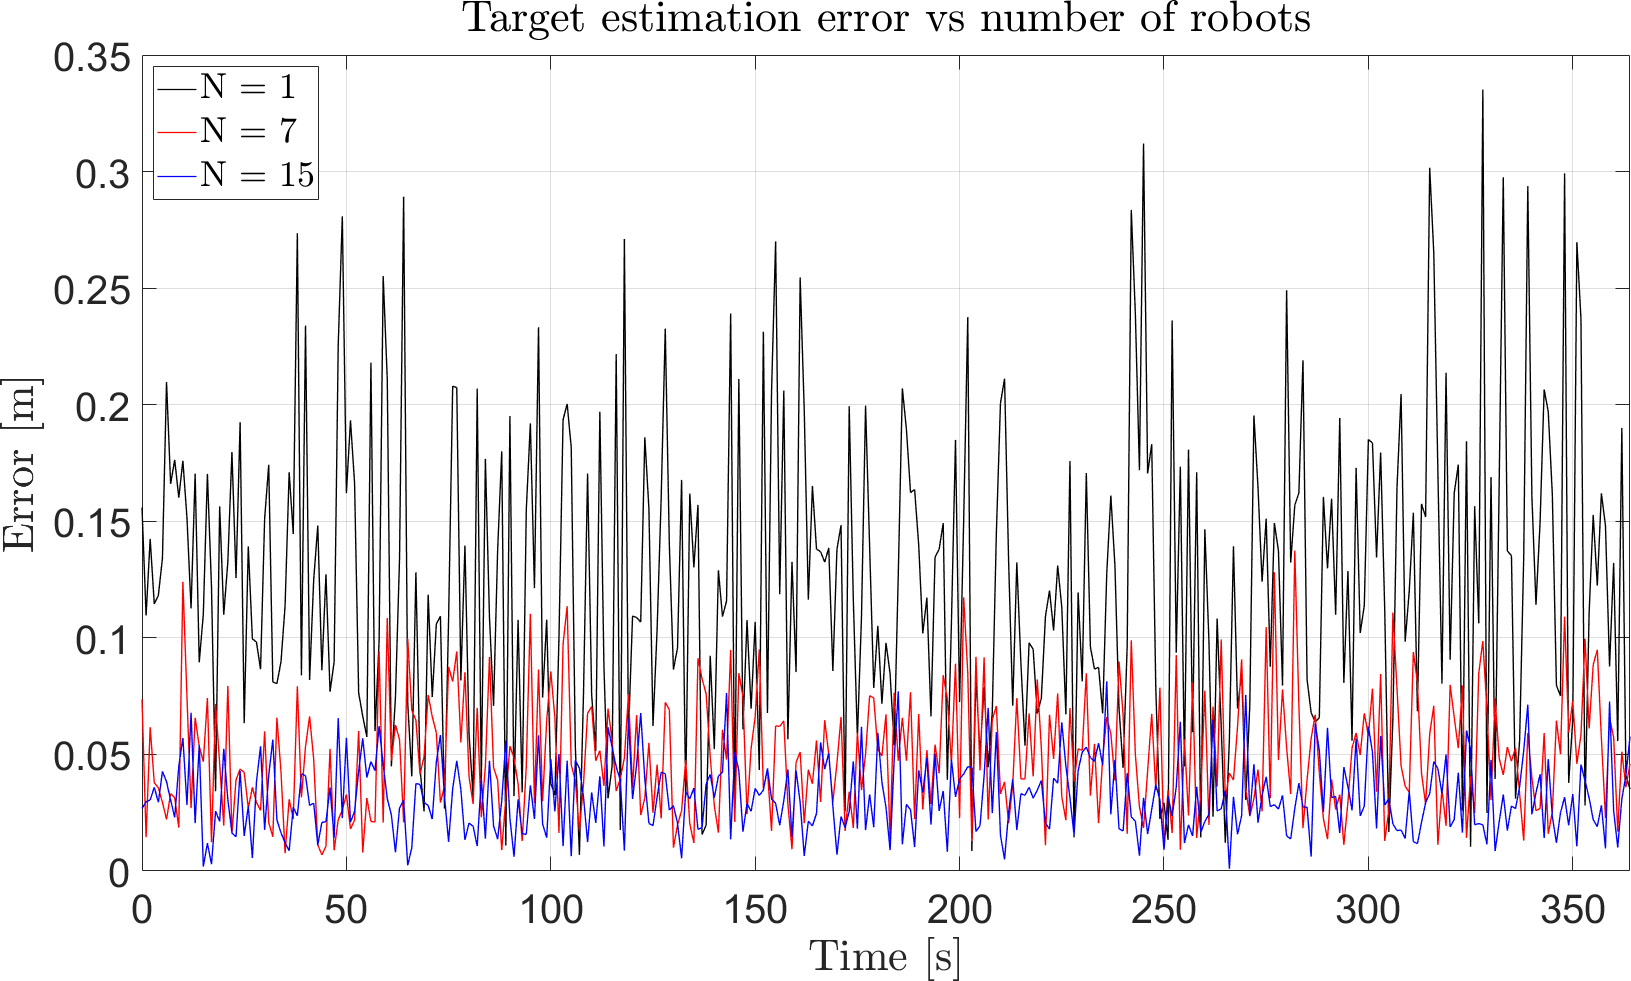 Target estimation error vs number of robots
0.35
0.3
0.25
0.2
0.15
0.1
0.05
0
N = 1
N = 7
N = 15
Error [m]
0 50 100 150 200 250 300 350
Time [s]